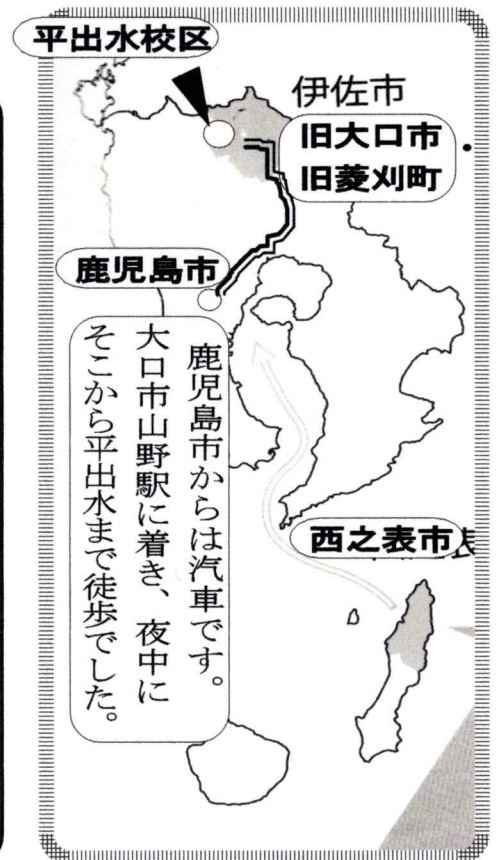 平出水校区
伊佐市
旧大口市
旧菱刈町
鹿児島市
鹿児島市からは汽車です。
大口市山野駅に着き、夜中に
そこから平出水まで徒歩でした。
西之表市